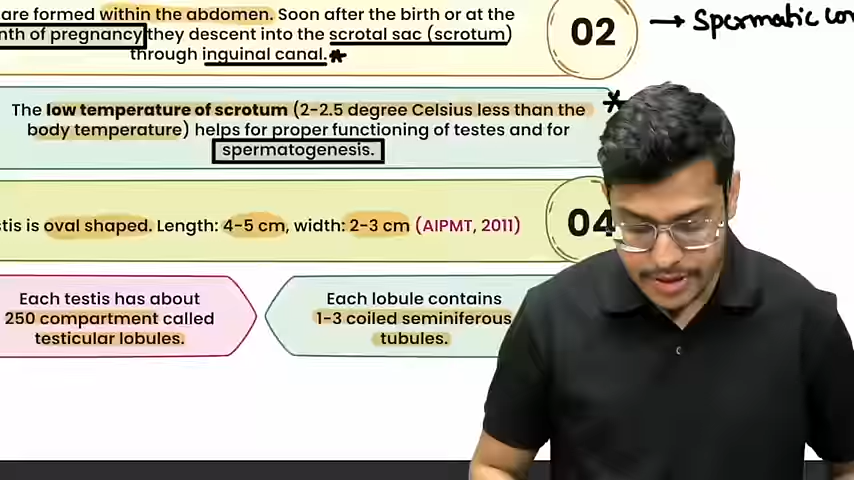 are formed within the abdomen. Soon after the birth or at the
nth of pregnancy they descent into the scrotal sac (scrotum)
through inguinal canal.
02
→ Spermatic cor
The low temperature of scrotum (2-2.5 degree Celsius less than the
body temperature) helps for proper functioning of testes and for
spermatogenesis.
stis is oval shaped. Length: 4-5 cm, width: 2-3 cm (AIPMT, 2011)
04
Each testis has about
250 compartment called
testicular lobules.
Each lobule contains
1-3 coiled seminiferous
tubules.